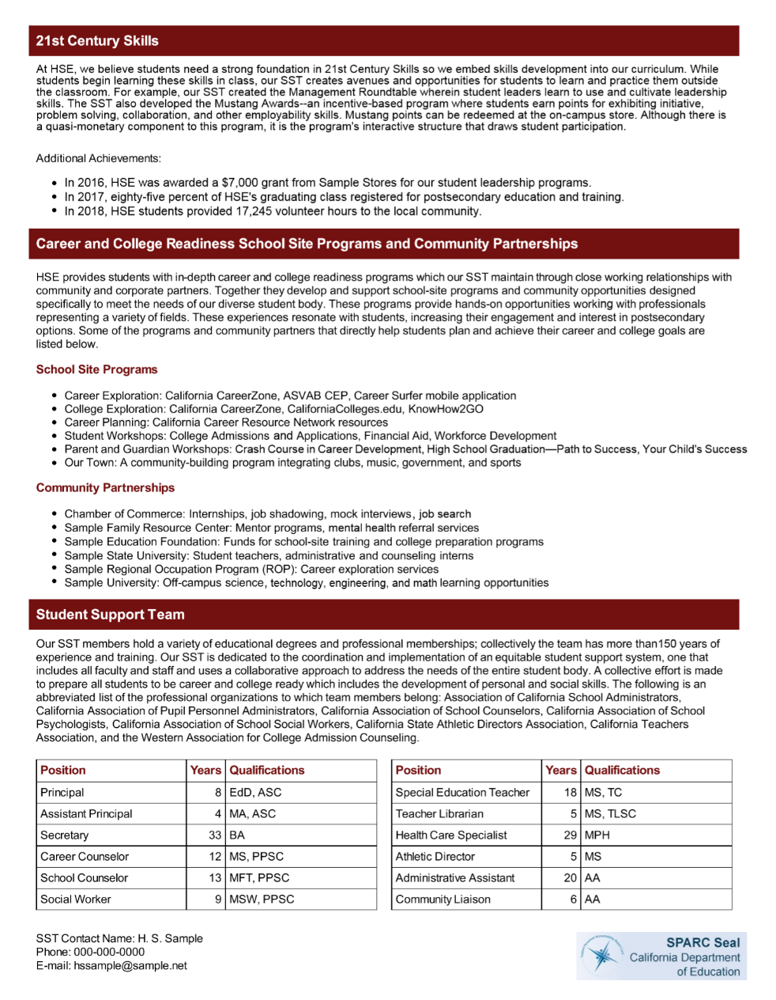 21st Century Skills
At HSE, we believe students need a strong foundation in 21st Century Skills so we embed skills development into our curriculum. While
students begin learning these skills in class, our SST creates avenues and opportunities for students to learn and practice them outside
the classroom. For example, our SST created the Management Roundtable wherein student leaders learn to use and cultivate leadership
skills. The SST also developed the Mustang Awards--an incentive-based program where students earn points for exhibiting initiative,
problem solving, collaboration, and other employability skills. Mustang points can be redeemed at the on-campus store. Although there is
a quasi-monetary component to this program, it is the program's interactive structure that draws student participation.
Additional Achievements:
• In 2016, HSE was awarded a $7,000 grant from Sample Stores for our student leadership programs.
• In 2017, eighty-five percent of HSE's graduating class registered for postsecondary education and training.
• In 2018, HSE students provided 17,245 volunteer hours to the local community.
Career and College Readiness School Site Programs and Community Partnerships
HSE provides students with in-depth career and college readiness programs which our SST maintain through close working relationships with
community and corporate partners. Together they develop and support school-site programs and community opportunities designed
specifically to meet the needs of our diverse student body. These programs provide hands-on opportunities working with professionals
representing a variety of fields. These experiences resonate with students, increasing their engagement and interest in postsecondary
options. Some of the programs and community partners that directly help students plan and achieve their career and college goals are
listed below.
School Site Programs
• Career Exploration: California CareerZone, ASVAB CEP, Career Surfer mobile application
• College Exploration: California CareerZone, CaliforniaColleges.edu, KnowHow2GO
• Career Planning: California Career Resource Network resources
• Student Workshops: College Admissions and Applications, Financial Aid, Workforce Development
• Parent and Guardian Workshops: Crash Course in Career Development, High School Graduation—Path to Success, Your Child's Success
• Our Town: A community-building program integrating clubs, music, government, and sports
Community Partnerships
• Chamber of Commerce: Internships, job shadowing, mock interviews, job search
• Sample Family Resource Center: Mentor programs, mental health referral services
• Sample Education Foundation: Funds for school-site training and college preparation programs
• Sample State University: Student teachers, administrative and counseling interns
• Sample Regional Occupation Program (ROP): Career exploration services
• Sample University: Off-campus science, technology, engineering, and math learning opportunities
Student Support Team
Our SST members hold a variety of educational degrees and professional memberships; collectively the team has more than150 years of
experience and training. Our SST is dedicated to the coordination and implementation of an equitable student support system, one that
includes all faculty and staff and uses a collaborative approach to address the needs of the entire student body. A collective effort is made
to prepare all students to be career and college ready which includes the development of personal and social skills. The following is an
abbreviated list of the professional organizations to which team members belong: Association of California School Administrators,
California Association of Pupil Personnel Administrators, California Association of School Counselors, California Association of School
Psychologists, California Association of School Social Workers, California State Athletic Directors Association, California Teachers
Association, and the Western Association for College Admission Counseling.
Position Years Qualifications
Principal 8 EdD, ASC
Assistant Principal 4 MA, ASC
Secretary 33 BA
Career Counselor 12 MS, PPSC
School Counselor 13 MFT, PPSC
Social Worker 9 MSW, PPSC
Position Years Qualifications
Special Education Teacher 18 MS, TC
Teacher Librarian 5 MS, TLSC
Health Care Specialist 29 MPH
Athletic Director 5 MS
Administrative Assistant 20 AA
Community Liaison 6 AA
SST Contact Name: H. S. Sample
Phone: 000-000-0000
E-mail: hssample@sample.net
SPARC Seal
California Department
of Education